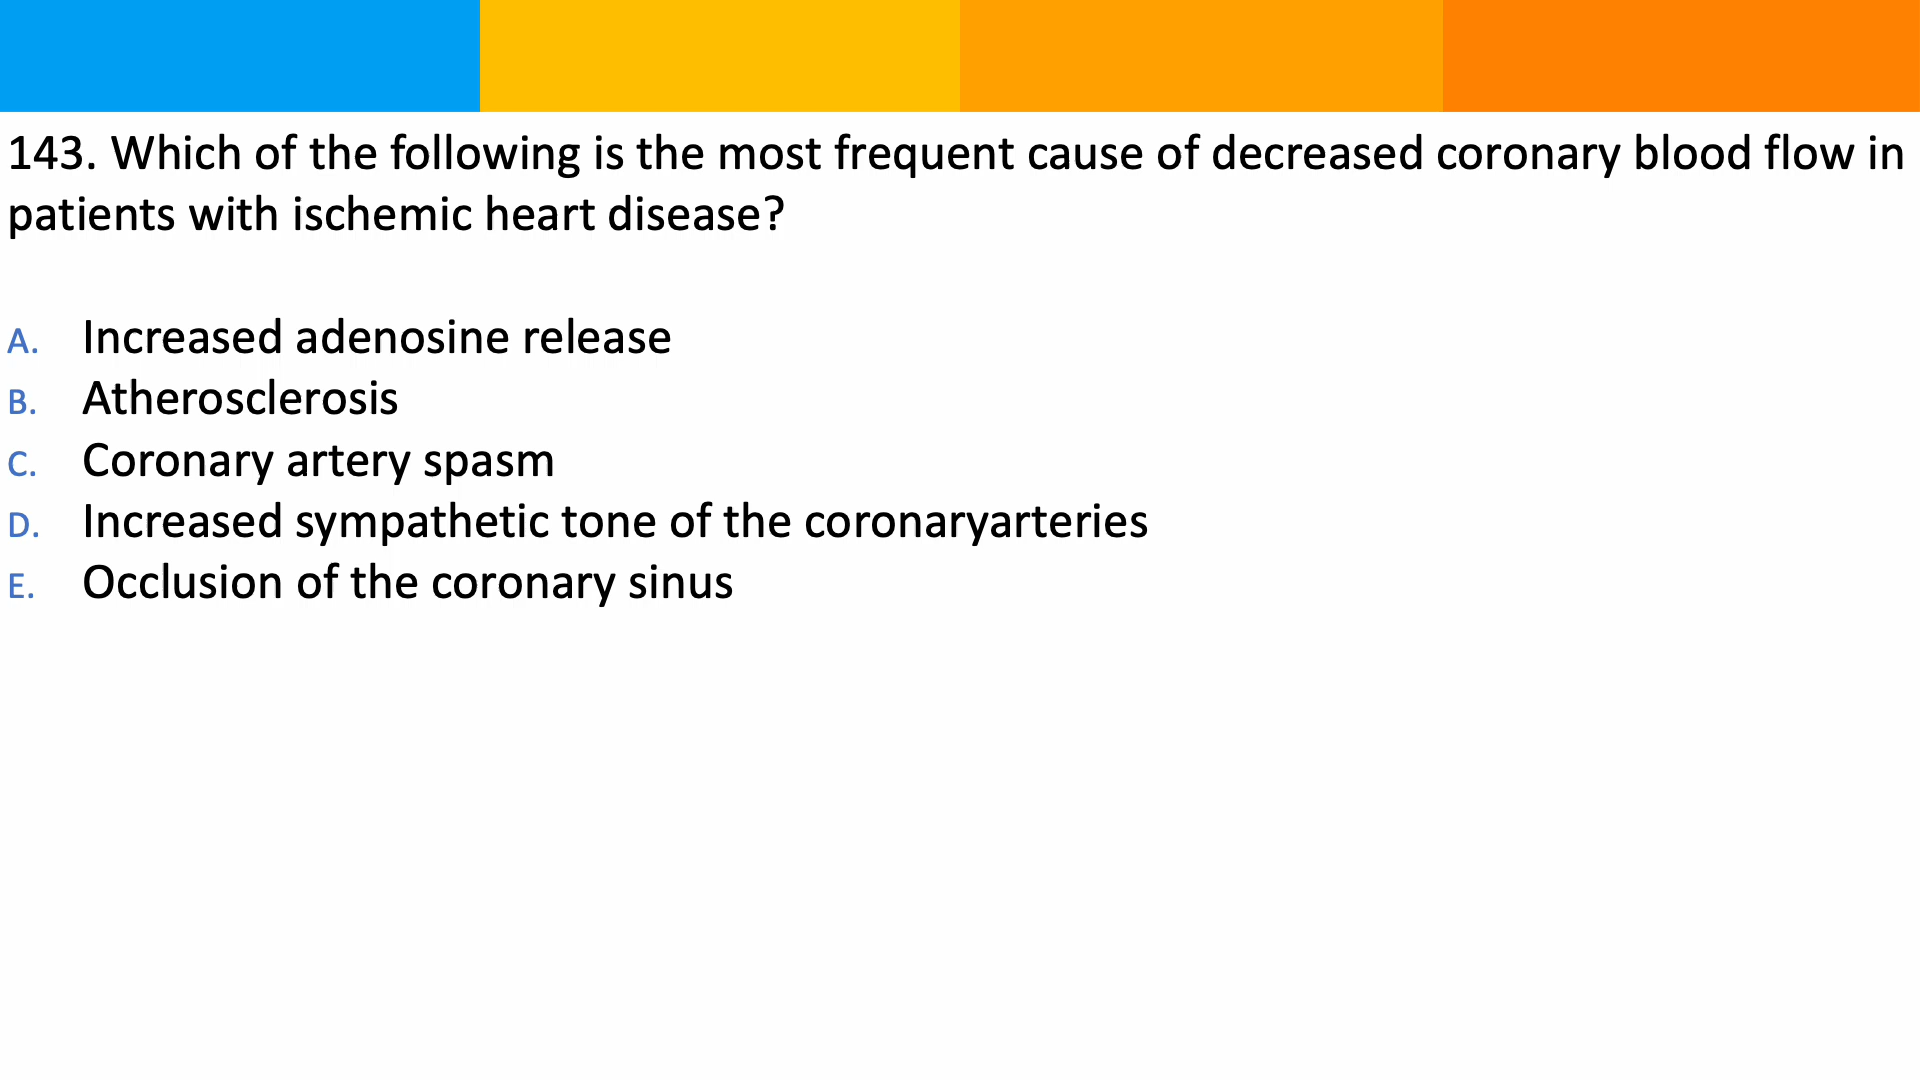 143. Which of the following is the most frequent cause of decreased coronary blood flow in
patients with ischemic heart disease?
A. Increased adenosine release
B. Atherosclerosis
C. Coronary artery spasm
D. Increased sympathetic tone of the coronaryarteries
E. Occlusion of the coronary sinus